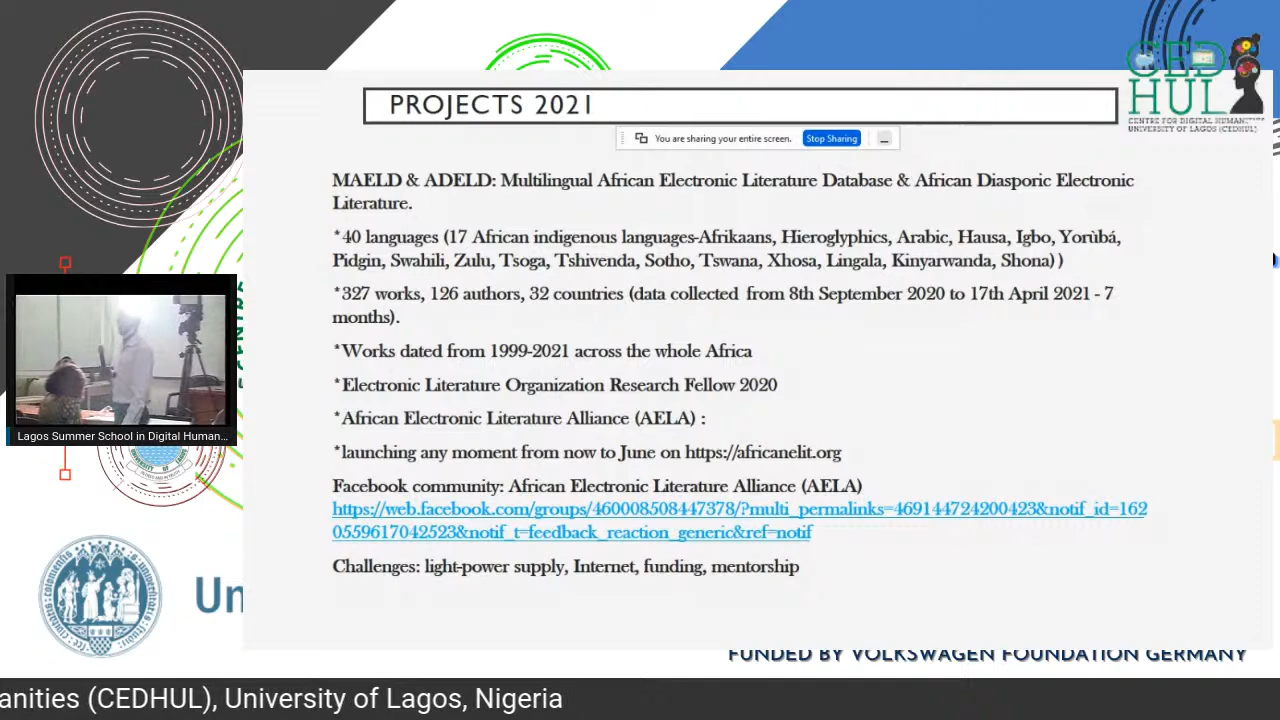 CEDHUL
CENTRE FOR DIGITAL HUMANITIES
UNIVERSITY OF LAGOS (CEDHUL)
PROJECTS 2021
You are sharing your entire screen. Stop Sharing
MAELD & ADELD: Multilingual African Electronic Literature Database & African Diasporic Electronic
Literature.
*40 languages (17 African indigenous languages-Afrikaans, Hieroglyphics, Arabic, Hausa, Igbo, Yorùbá,
Pidgin, Swahili, Zulu, Tsoga, Tshivenda, Sotho, Tswana, Xhosa, Lingala, Kinyarwanda, Shona))
*327 works, 126 authors, 32 countries (data collected from 8th September 2020 to 17th April 2021 - 7
months).
*Works dated from 1999-2021 across the whole Africa
*Electronic Literature Organization Research Fellow 2020
*African Electronic Literature Alliance (AELA) :
*launching any moment from now to June on https://africanelit.org
Facebook community: African Electronic Literature Alliance (AELA)
https://web.facebook.com/groups/460008508447378/?multi_permalinks=469144724200423&notif_id=162
0559617042523&notif_t=feedback_reaction_generic&ref=notif
Challenges: light-power supply, Internet, funding, mentorship
Lagos Summer School in Digital Human...
Un
FUNDED BY VOLKSWAGEN FOUNDATION GERMANY
anities (CEDHUL), University of Lagos, Nigeria